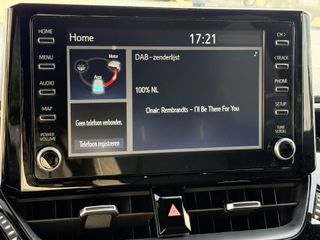 HOME
MENU
AUDIO
MAP
POWER
VOLUME
Home
17:21
Motor
Accu
Geen telefoon verbonden.
Telefoon registreren
DAB-zenderlijst
100% NL
Onair: Rembrandts ~ I'll Be There For You
CH >
< TRACK
PHONE
SETUP
TUNE
SCROLL